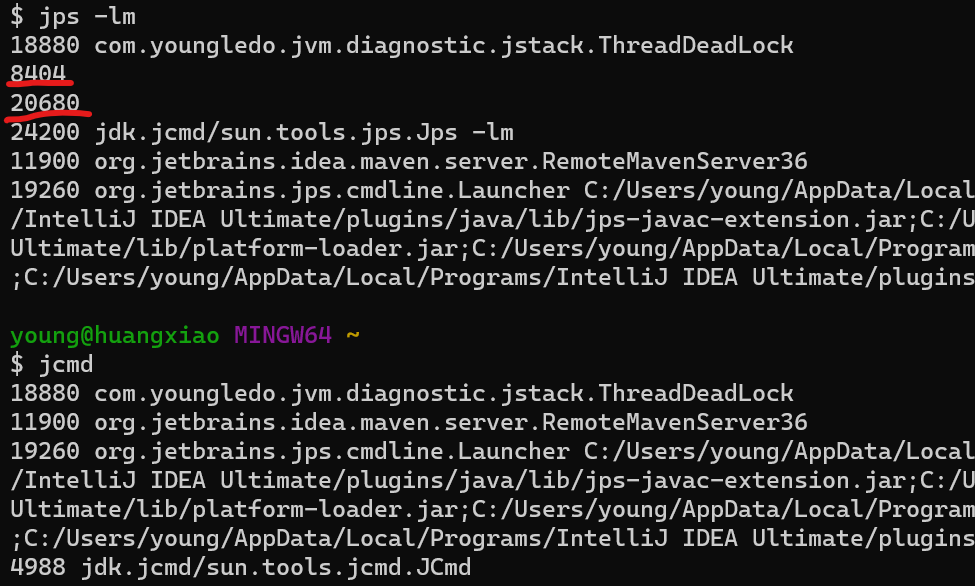 $ jps -lm
18880 com.youngledo.jvm.diagnostic.jstack.ThreadDeadLock
8404
20680
24200 jdk.jcmd/sun.tools.jps.Jps -lm
11900 org.jetbrains.idea.maven.server.RemoteMavenServer36
19260 org.jetbrains.jps.cmdline.Launcher C:/Users/young/AppData/Local
/IntelliJ IDEA Ultimate/plugins/java/lib/jps-javac-extension.jar;C:/U
Ultimate/lib/platform-loader.jar;C:/Users/young/AppData/Local/Program
;C:/Users/young/AppData/Local/Programs/IntelliJ IDEA Ultimate/plugins
young@huangxiao MINGW64 ~
$ jcmd
18880 com.youngledo.jvm.diagnostic.jstack.ThreadDeadLock
11900 org.jetbrains.idea.maven.server.RemoteMavenServer36
19260 org.jetbrains.jps.cmdline.Launcher C:/Users/young/AppData/Local
/IntelliJ IDEA Ultimate/plugins/java/lib/jps-javac-extension.jar;C:/U
Ultimate/lib/platform-loader.jar;C:/Users/young/AppData/Local/Program
;C:/Users/young/AppData/Local/Programs/IntelliJ IDEA Ultimate/plugins
4988 jdk.jcmd/sun.tools.jcmd.JCmd